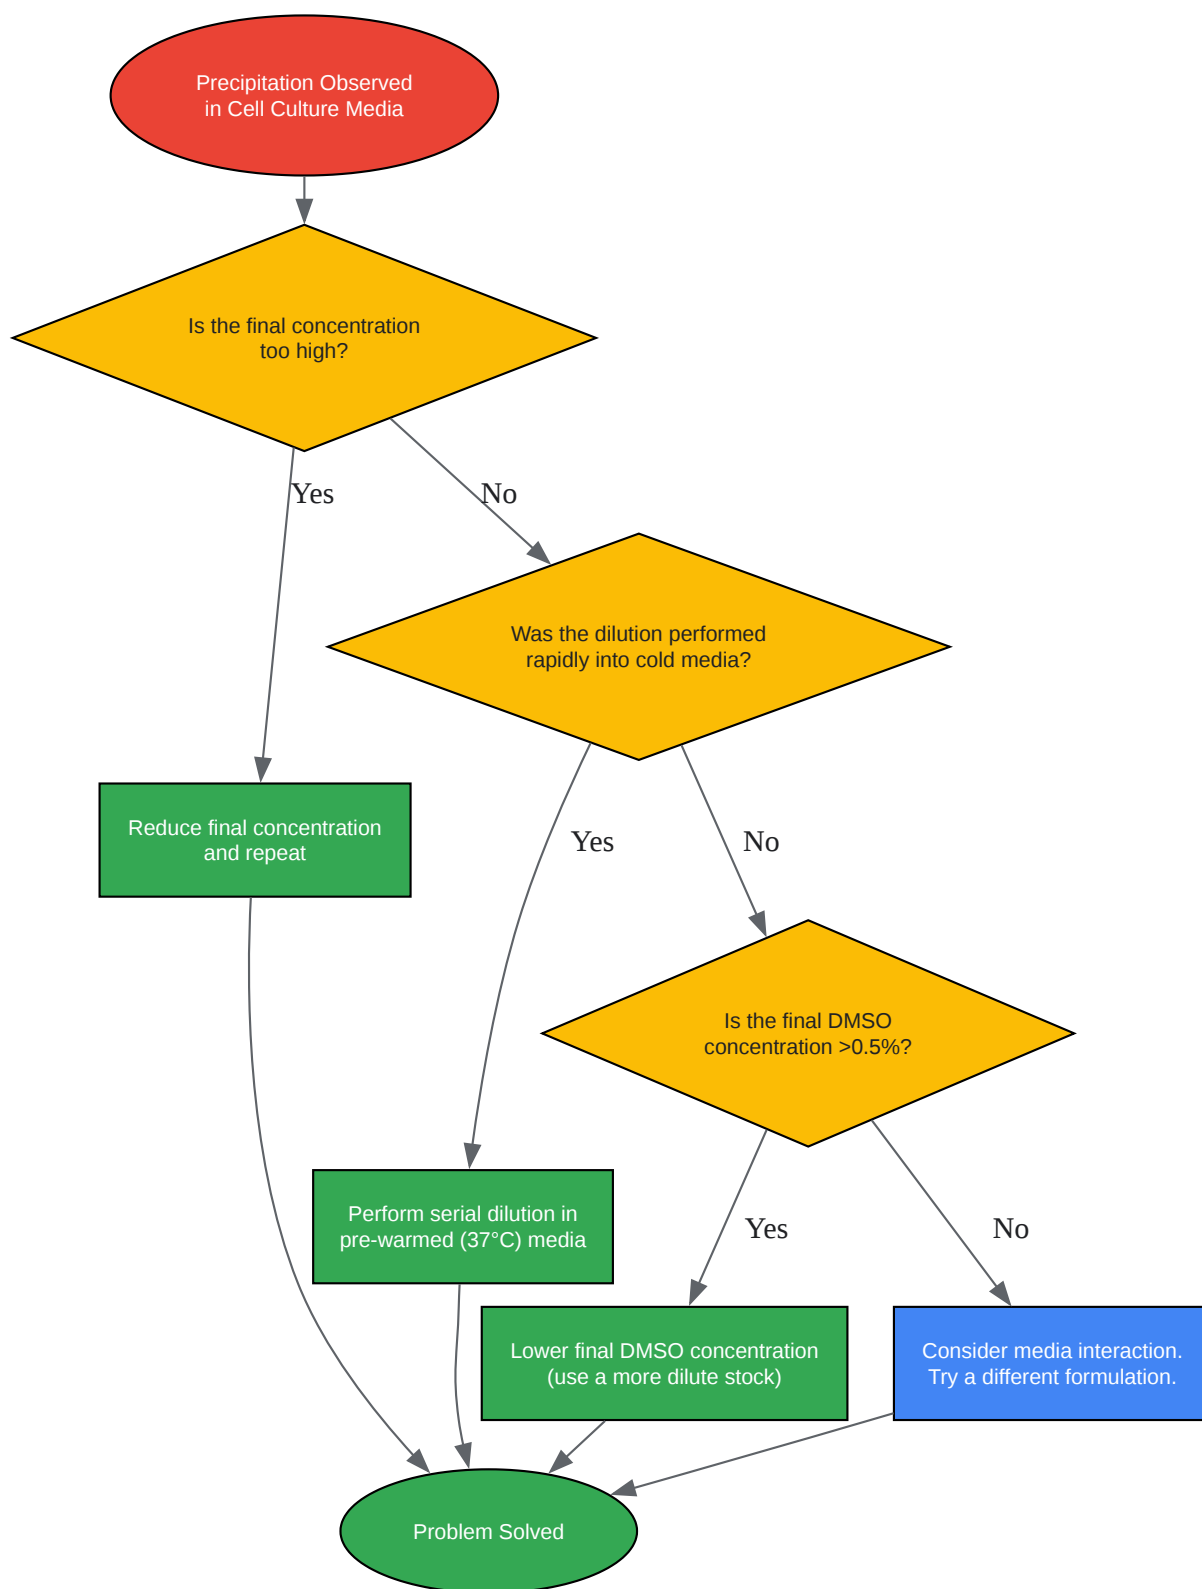 Precipitation Observed
in Cell Culture Media
Is the final concentration
too high?
Yes
No
Was the dilution performed
rapidly into cold media?
Reduce final concentration
and repeat
Yes
No
Is the final DMSO
concentration >0.5%?
Perform serial dilution in
pre-warmed (37°C) media
Yes
No
Lower final DMSO concentration
(use a more dilute stock)
Consider media interaction.
Try a different formulation.
Problem Solved